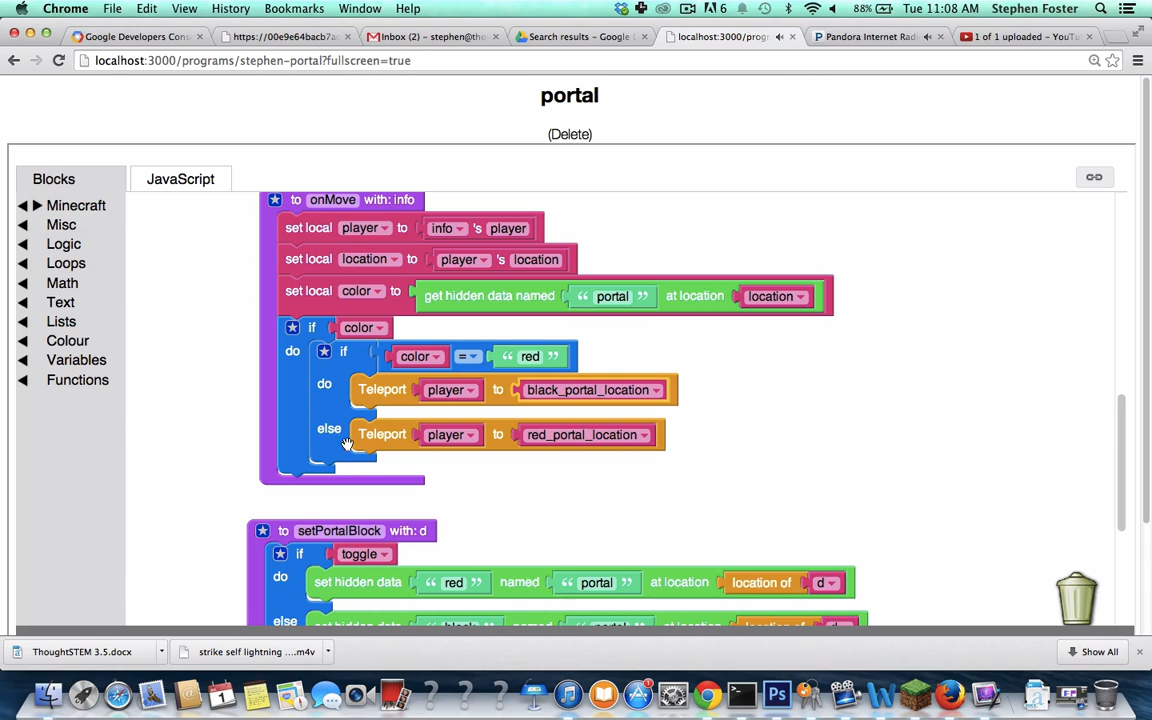 Chrome File Edit View History Bookmarks Window Help 6 88% Tue 11:08 AM Stephen Foster
Google Developers Cons https://00e9e64bacb7a Inbox (2) – stephen@tho Search results – Google localhost:3000/progr Pandora Internet Radi 1 of 1 uploaded – YouTu
localhost:3000/programs/stephen-portal?fullscreen=true
portal
(Delete)
Blocks JavaScript
Minecraft
Misc
Logic
Loops
Math
Text
Lists
Colour
Variables
Functions
to onMove with: info
set local player to info 's player
set local location to player 's location
set local color to get hidden data named “ portal ” at location location
if color
do if color = “ red ”
do Teleport player to black_portal_location
else Teleport player to red_portal_location
to setPortalBlock with: d
if toggle
do set hidden data “ red ” named “ portal ” at location location of d
else
ThoughtSTEM 3.5.docx strike self lightning ....m4v Show All